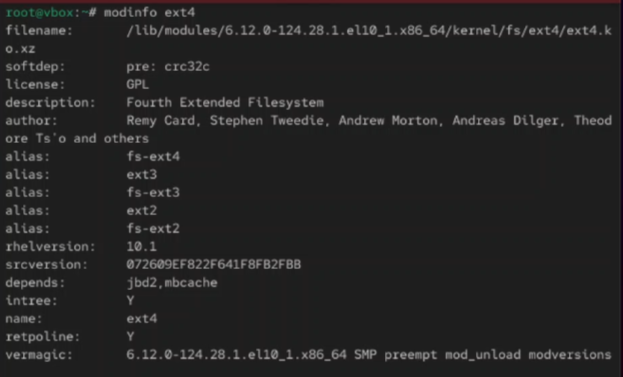 root@vbox:~# modinfo ext4
filename:       /lib/modules/6.12.0-124.28.1.el10_1.x86_64/kernel/fs/ext4/ext4.k
o.xz
softdep:        pre: crc32c
license:        GPL
description:    Fourth Extended Filesystem
author:         Remy Card, Stephen Tweedie, Andrew Morton, Andreas Dilger, Theod
ore Ts'o and others
alias:          fs-ext4
alias:          ext3
alias:          fs-ext3
alias:          ext2
alias:          fs-ext2
rhelversion:    10.1
srcversion:     072609EF822F641F8FB2FBB
depends:        jbd2,mbcache
intree:         Y
name:           ext4
retpoline:      Y
vermagic:       6.12.0-124.28.1.el10_1.x86_64 SMP preempt mod_unload modversions